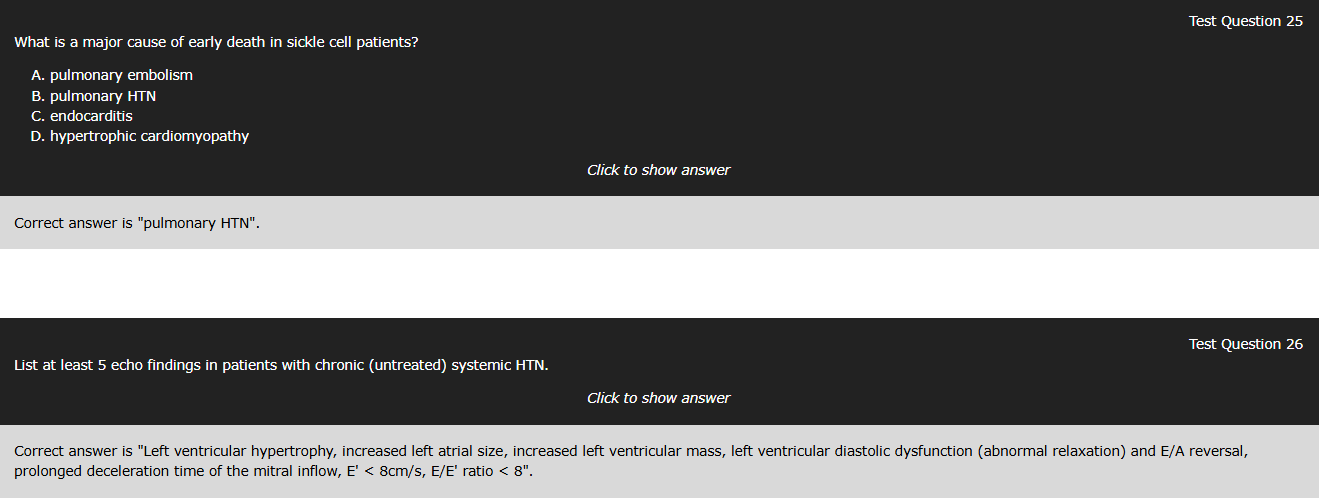 Test Question 25
What is a major cause of early death in sickle cell patients?
A. pulmonary embolism
B. pulmonary HTN
C. endocarditis
D. hypertrophic cardiomyopathy
Click to show answer
Correct answer is "pulmonary HTN".
Test Question 26
List at least 5 echo findings in patients with chronic (untreated) systemic HTN.
Click to show answer
Correct answer is "Left ventricular hypertrophy, increased left atrial size, increased left ventricular mass, left ventricular diastolic dysfunction (abnormal relaxation) and E/A reversal,
prolonged deceleration time of the mitral inflow, E' < 8cm/s, E/E' ratio < 8".